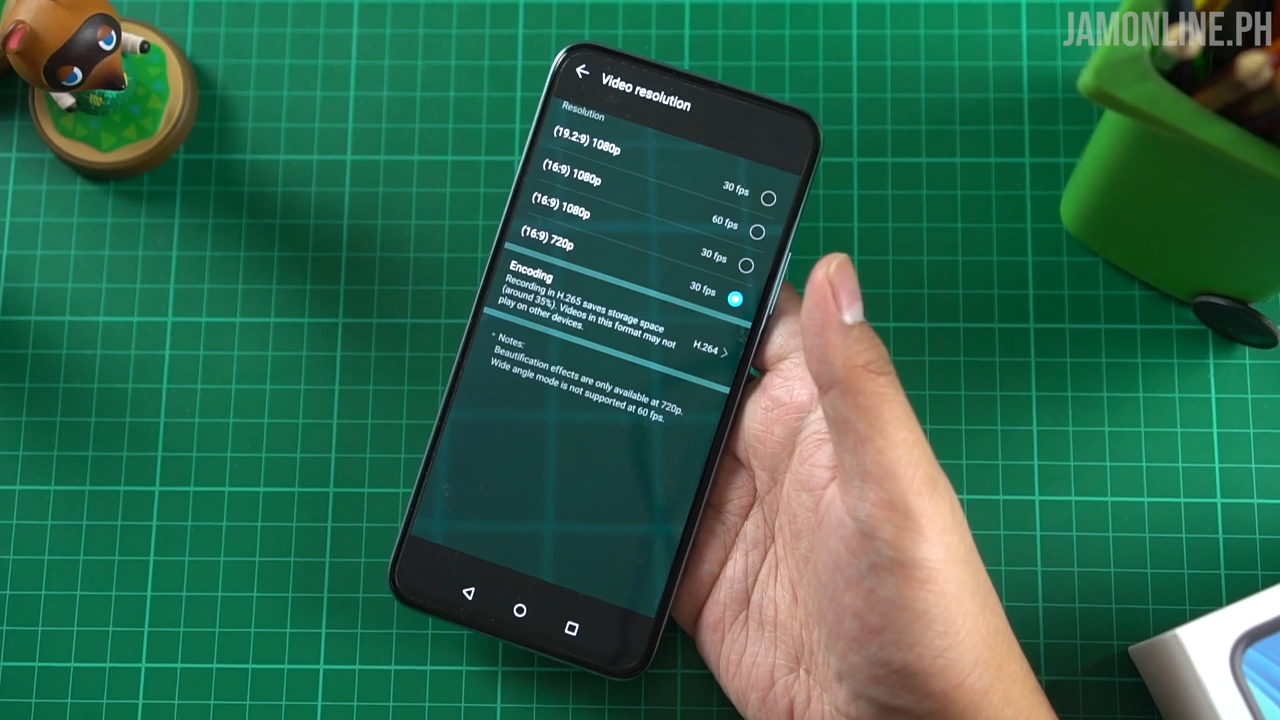 JAMONLINE.PH
Video resolution
Resolution
(19.2:9) 1080p
30 fps
(16:9) 1080p
60 fps
(16:9) 1080p
30 fps
(16:9) 720p
30 fps
Encoding
Recording in H.265 saves storage space
(around 35%). Videos in this format may not
play on other devices.
H.264
* Notes:
Beautification effects are only available at 720p.
Wide angle mode is not supported at 60 fps.